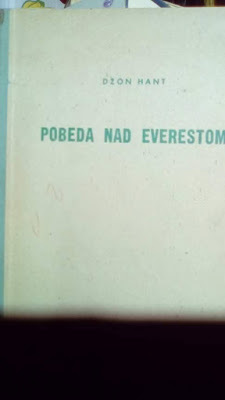 DŽON HANT
POBEDA NAD EVERESTOM